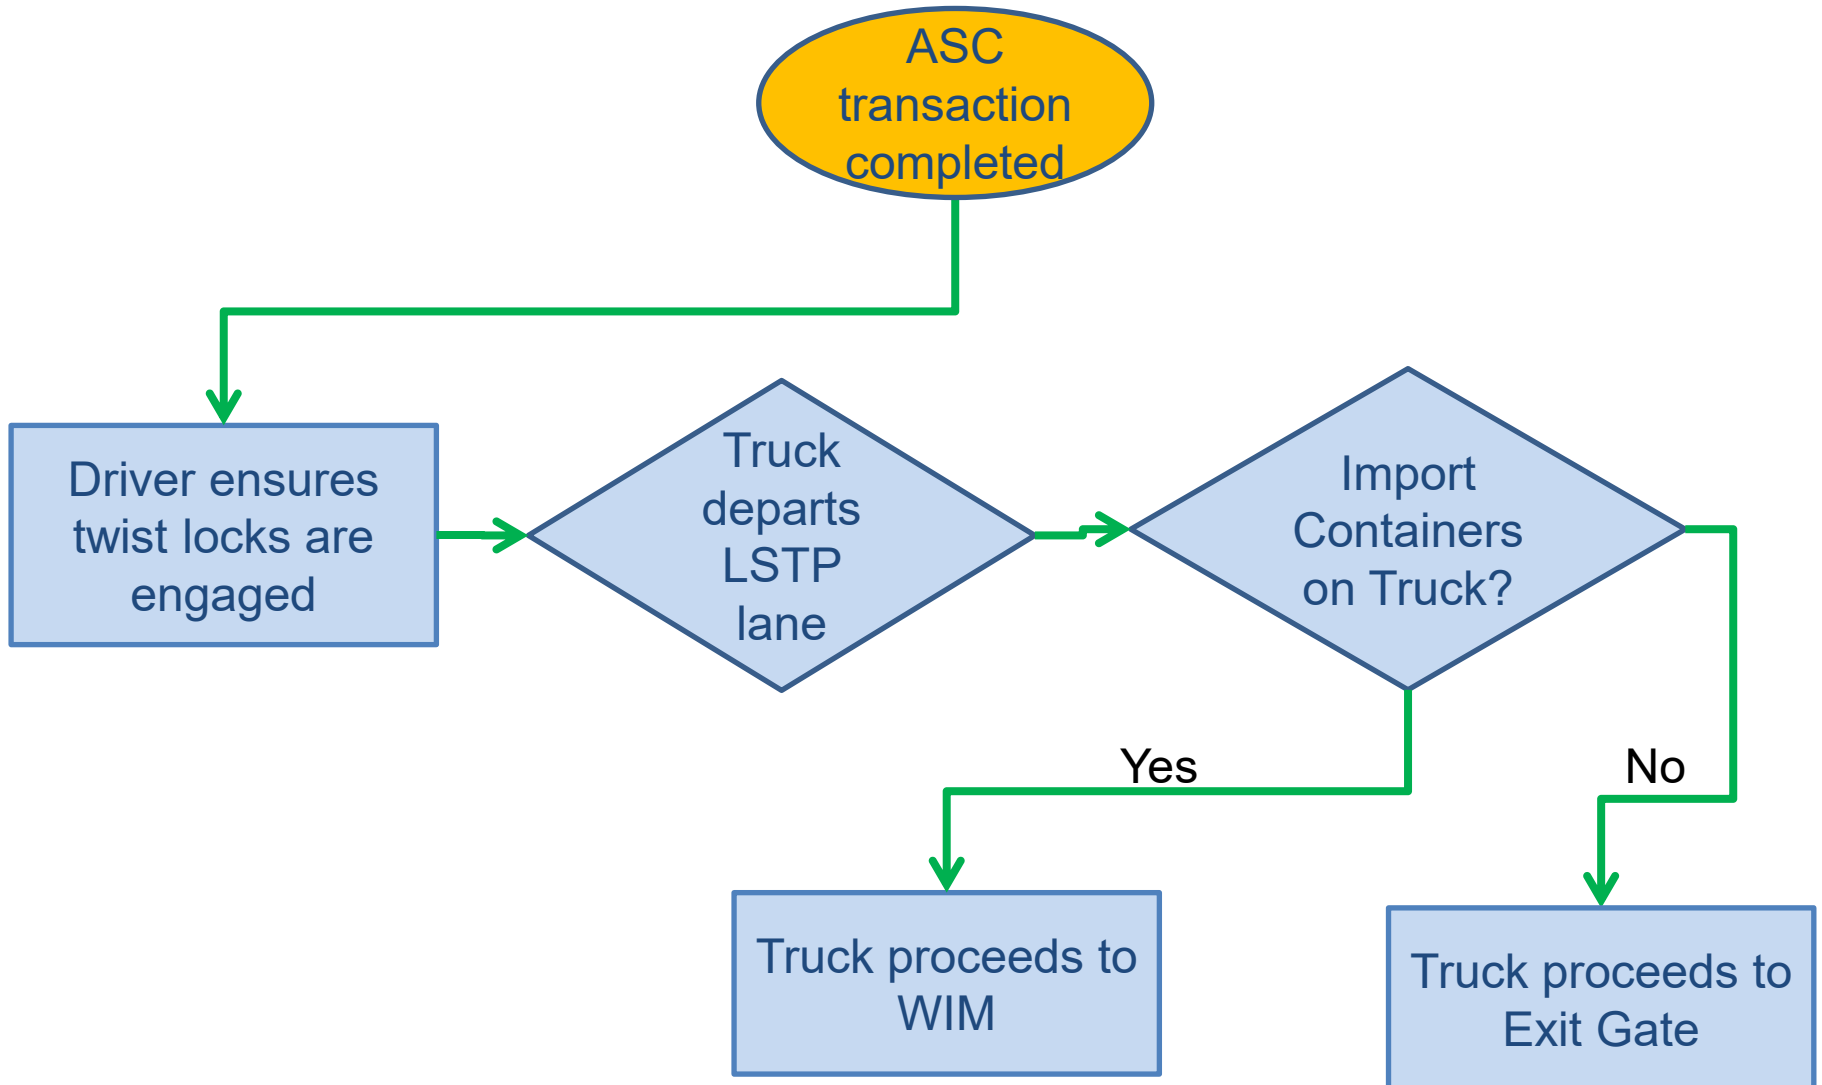 ASC
transaction
completed
Driver ensures
twist locks are
engaged
Truck
departs
LSTP
lane
Import
Containers
on Truck?
Yes
No
Truck proceeds to
WIM
Truck proceeds to
Exit Gate